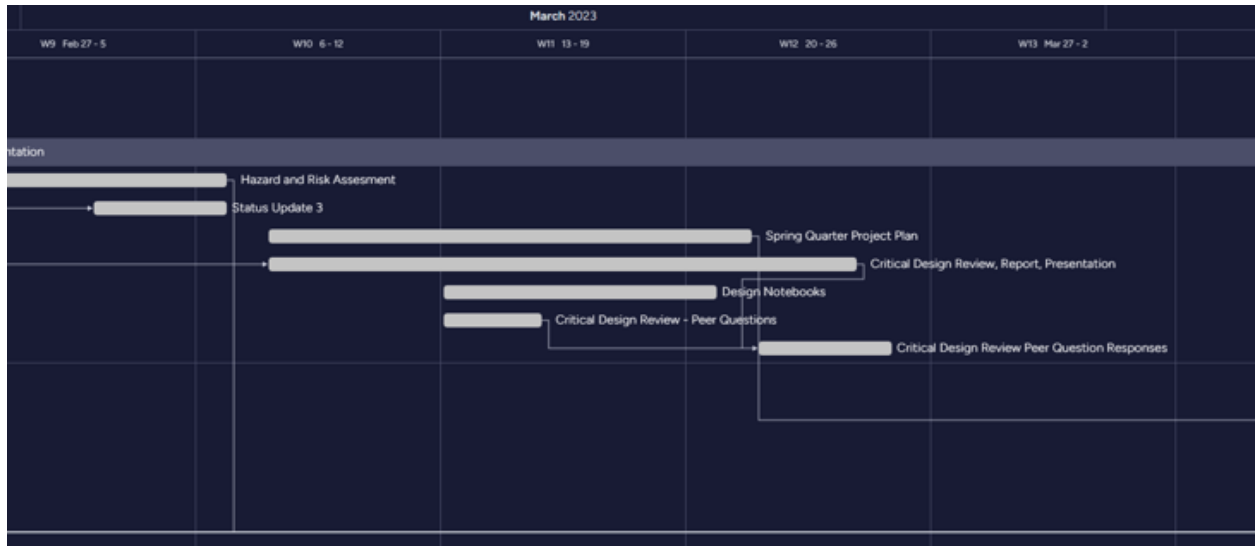 March 2023
W9 Feb 27 - 5
W10 6 - 12
W11 13 - 19
W12 20 - 26
W13 Mar 27 - 2
ntation
Hazard and Risk Assesment
Status Update 3
Spring Quarter Project Plan
Critical Design Review, Report, Presentation
Design Notebooks
Critical Design Review - Peer Questions
Critical Design Review Peer Question Responses